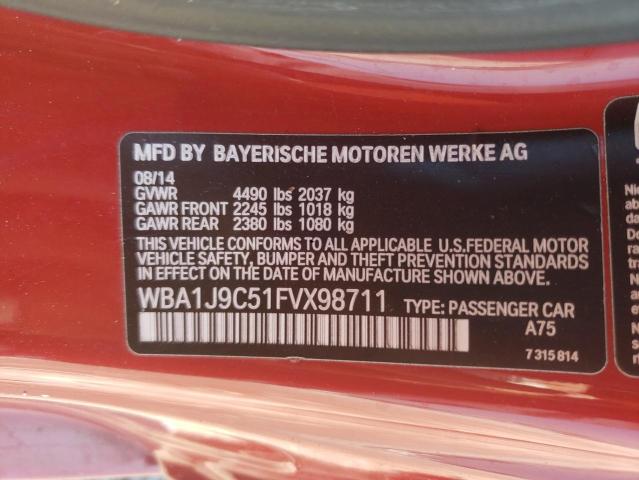 MFD BY BAYERISCHE MOTOREN WERKE AG
08/14
GVWR 4490 lbs 2037 kg
GAWR FRONT 2245 lbs 1018 kg
GAWR REAR 2380 lbs 1080 kg
THIS VEHICLE CONFORMS TO ALL APPLICABLE U.S.FEDERAL MOTOR
VEHICLE SAFETY, BUMPER AND THEFT PREVENTION STANDARDS
IN EFFECT ON THE DATE OF MANUFACTURE SHOWN ABOVE.
WBA1J9C51FVX98711 TYPE: PASSENGER CAR
A75
7 315 814